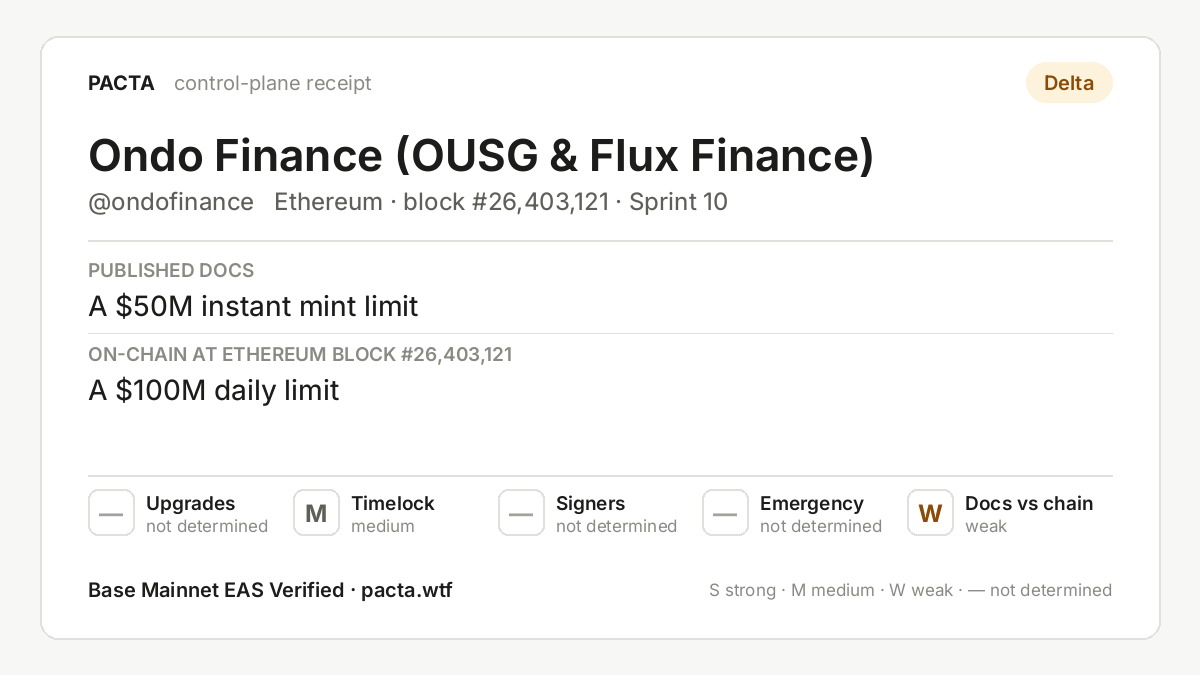 PACTA control-plane receipt Delta
Ondo Finance (OUSG & Flux Finance)
@ondofinance Ethereum · block #26,403,121 · Sprint 10
PUBLISHED DOCS
A $50M instant mint limit
ON-CHAIN AT ETHEREUM BLOCK #26,403,121
A $100M daily limit
— Upgrades not determined
M Timelock medium
— Signers not determined
— Emergency not determined
W Docs vs chain weak
Base Mainnet EAS Verified · pacta.wtf
S strong · M medium · W weak · — not determined